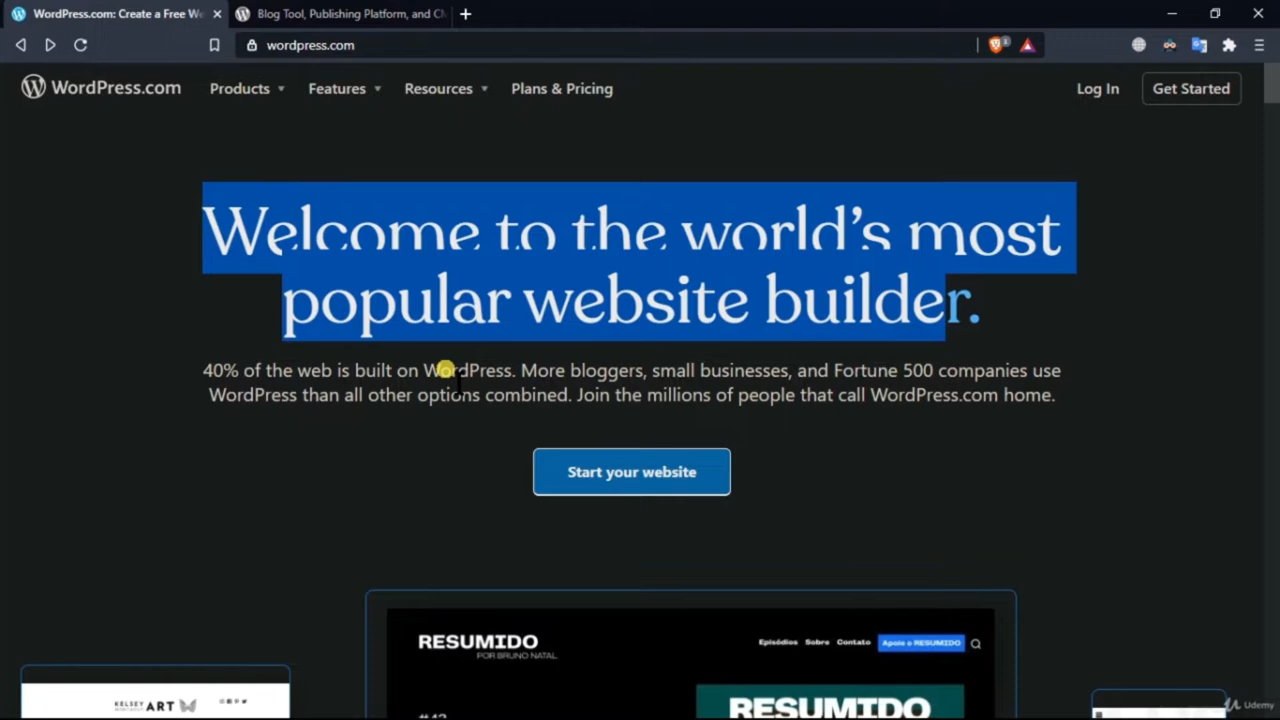 WordPress.com: Create a Free We
Blog Tool, Publishing Platform, and C
wordpress.com
1
WordPress.com
Products
Features
Resources
Plans & Pricing
Log In
Get Started
Welcome to the world's most
popular website builder.
40% of the web is built on WordPress. More bloggers, small businesses, and Fortune 500 companies use
WordPress than all other options combined. Join the millions of people that call WordPress.com home.
Start your website
RESUMIDO
POR BRUNO NATAL
Episódios
Sobre
Contato
Apoie o RESUMIDO
KELSEY
ART
#42
RESUMIDO
Udemy